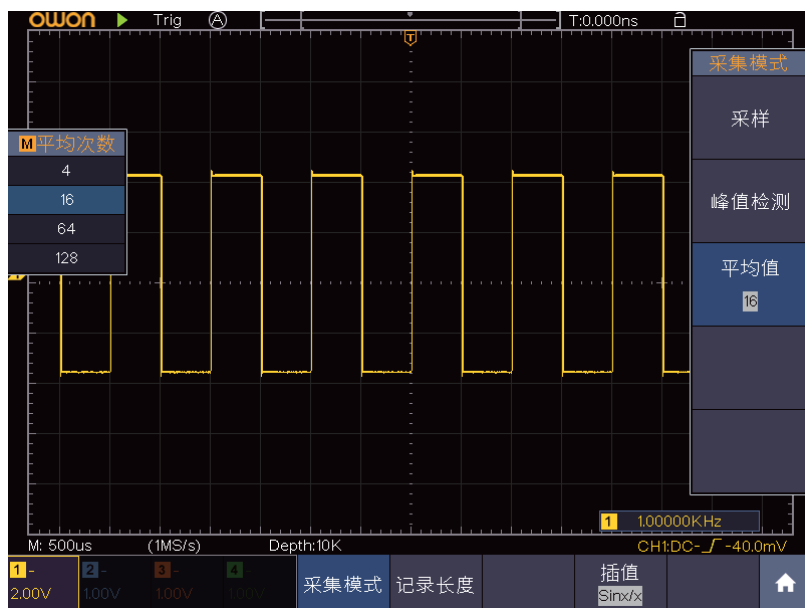 owon Trig A T:0.000ns
T
采集模式
采样
M平均次数
4
16
峰值检测
64
128
平均值
16
1 1.00000KHz
M: 500us (1MS/s) Depth:10K CH1:DC- -40.0mV
1 - 2 - 3 - 4 -
2.00V 1.00V 1.00V 1.00V
采集模式 记录长度 插值
Sinx/x